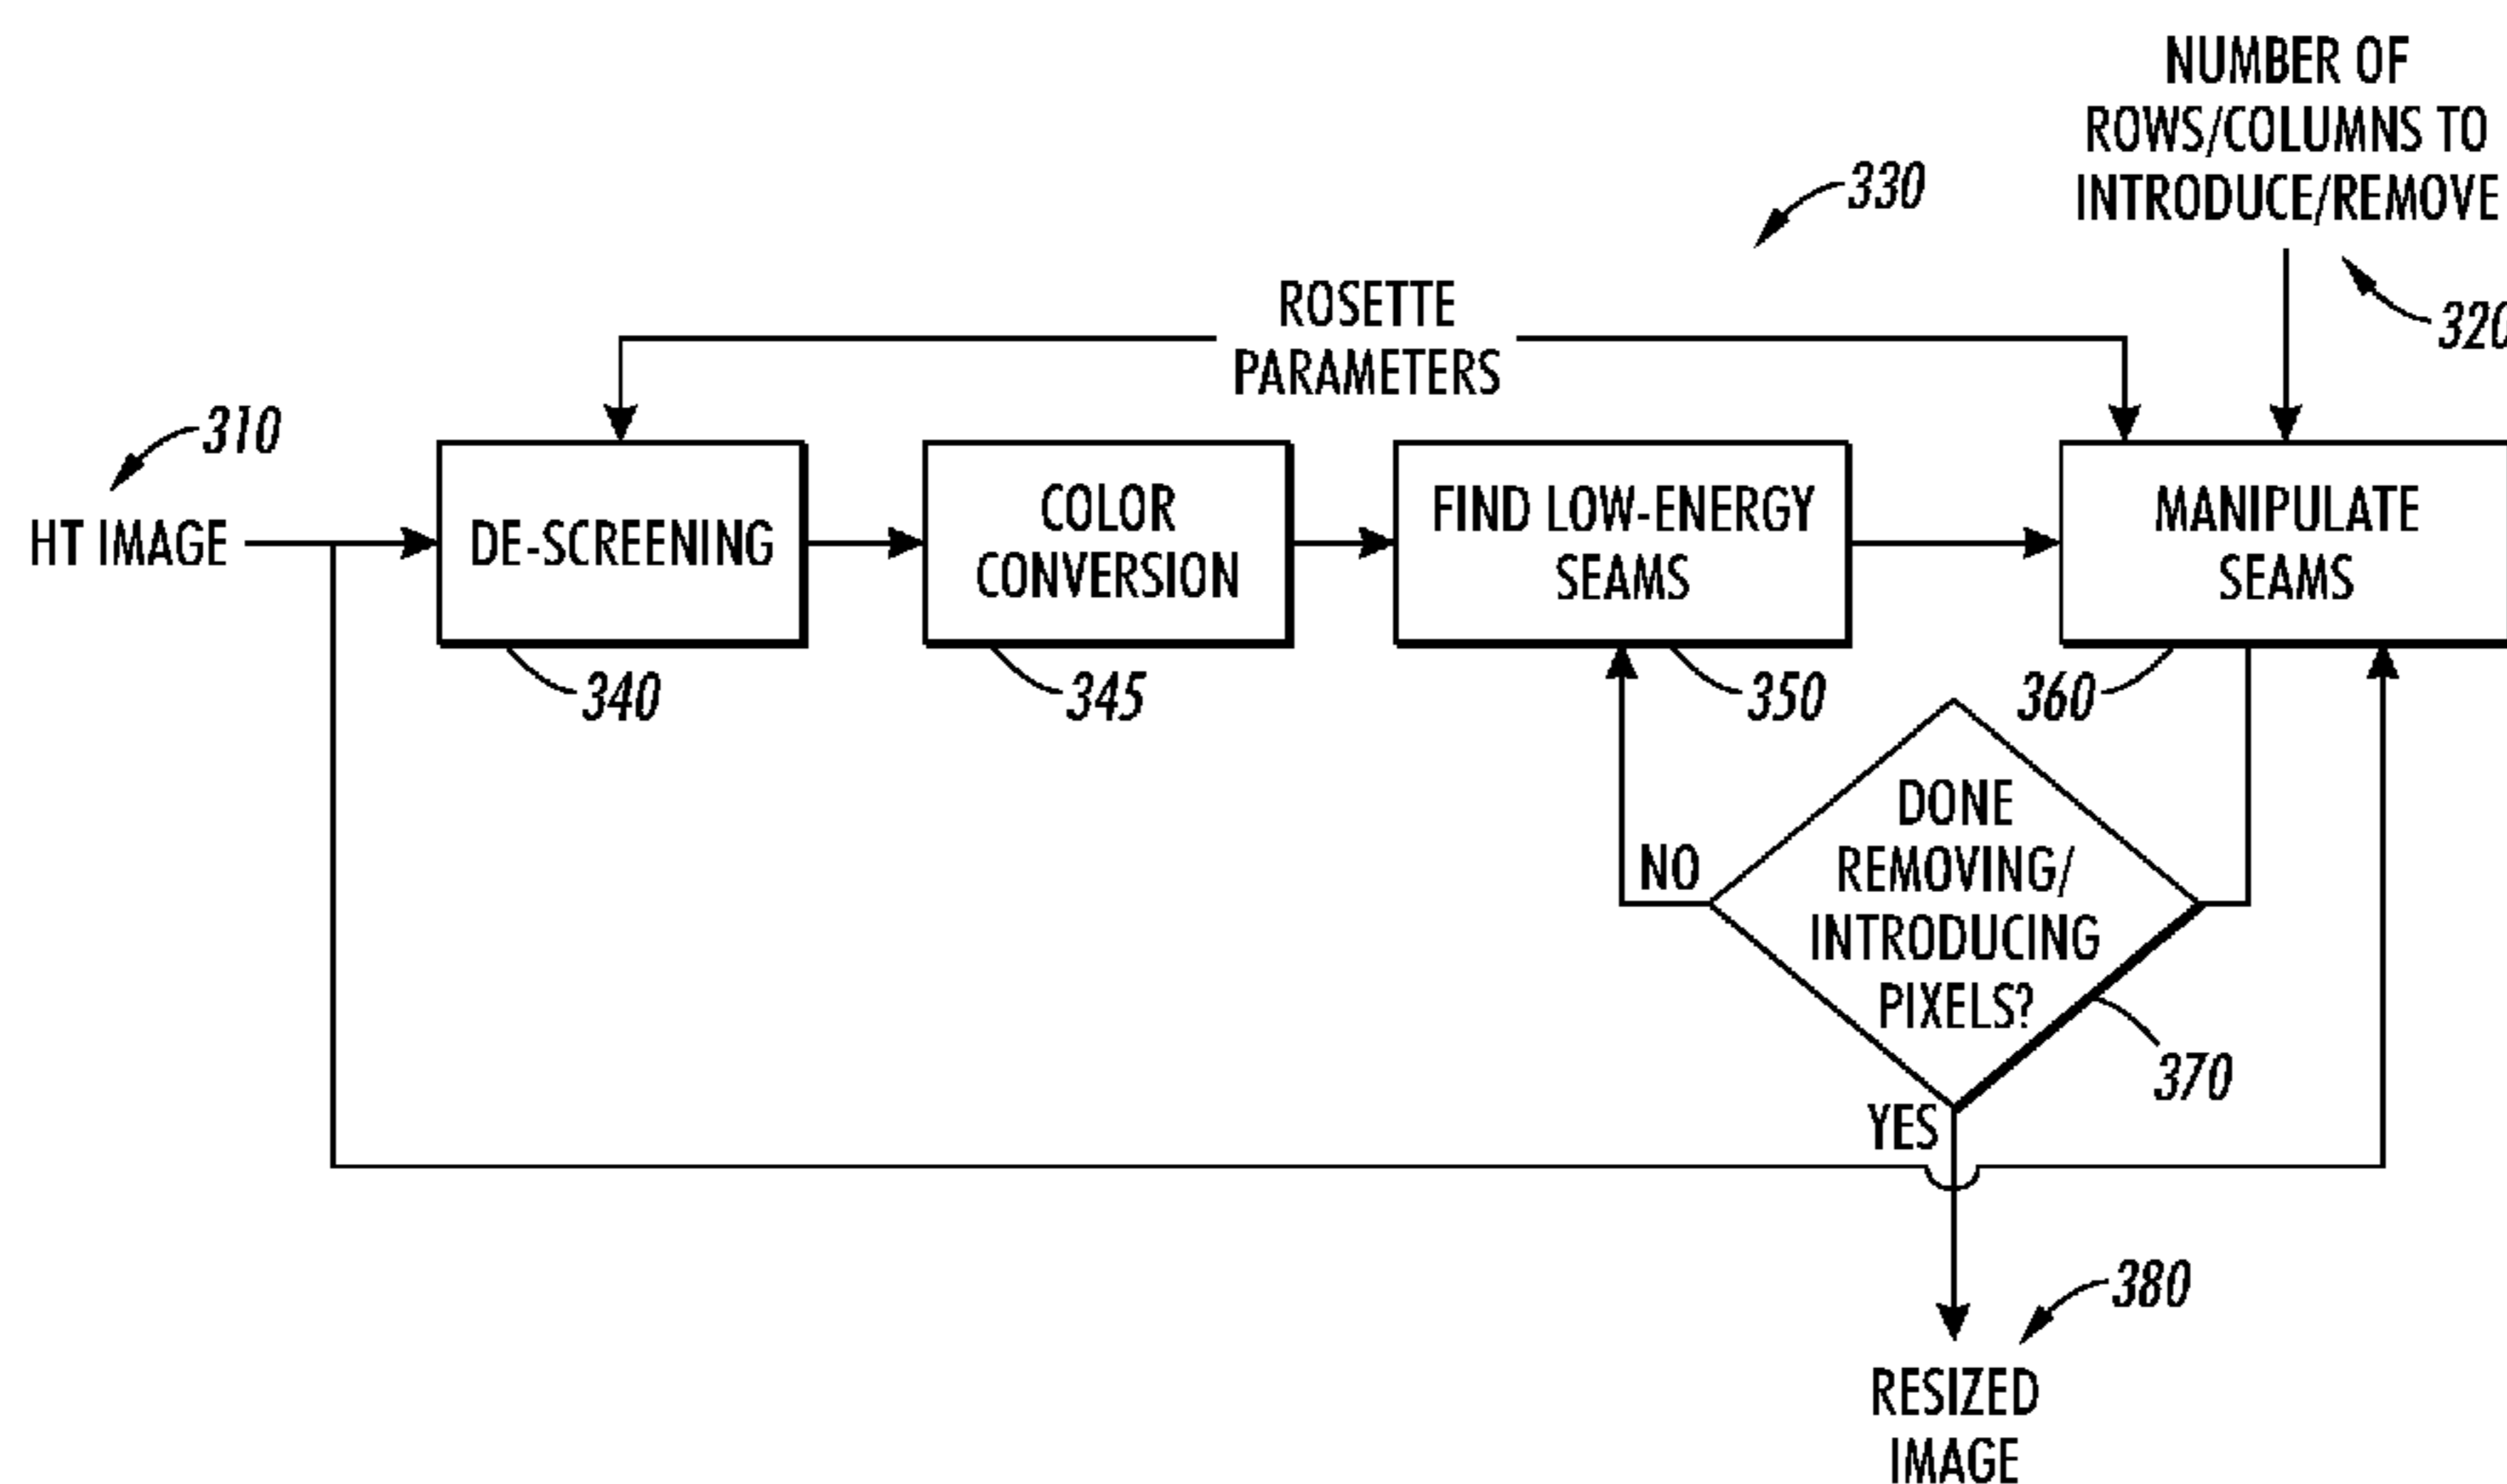 NUMBER OF
ROWS/COLUMNS TO
INTRODUCE/REMOVE
330
320
ROSETTE
PARAMETERS
310
HT IMAGE
DE-SCREENING
COLOR
CONVERSION
FIND LOW-ENERGY
SEAMS
MANIPULATE
SEAMS
340
345
350
360
DONE
REMOVING/
INTRODUCING
PIXELS?
NO
370
YES
380
RESIZED
IMAGE